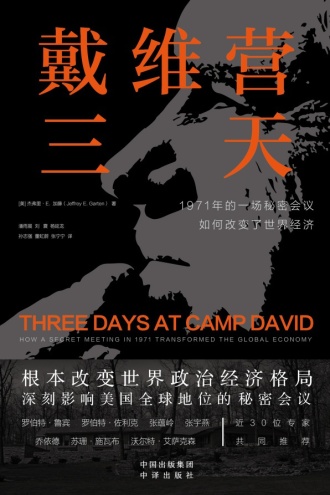 戴维营
三天
1971年的一场秘密会议
如何改变了世界经济
[美]杰弗里·E. 加滕（Jeffrey E. Garten） 著
THREE DAYS AT CAMP DAVID
HOW A SECRET MEETING IN 1971 TRANSFORMED THE GLOBAL ECONOMY
根本改变世界政治经济格局
深刻影响美国全球地位的秘密会议
罗伯特·鲁宾 罗伯特·佐利克 张蕴岭 张宇燕
乔依德 苏珊·施瓦布 沃尔特·艾萨克森
近30位专家
共同推荐
中国出版集团
中译出版社